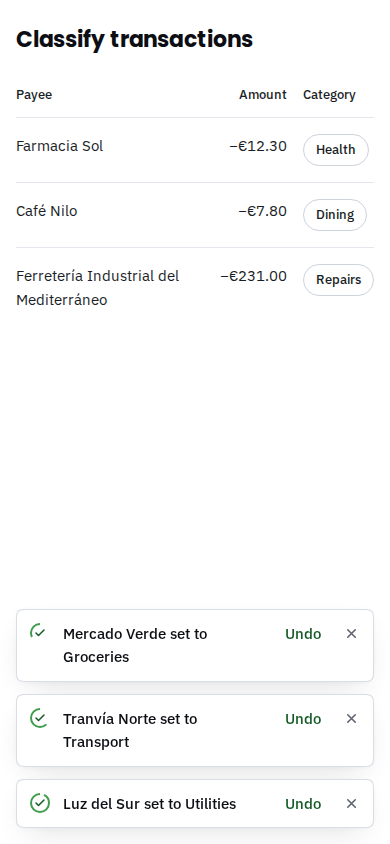 Classify transactions
Payee Amount Category
Farmacia Sol −€12.30 Health
Café Nilo −€7.80 Dining
Ferretería Industrial del −€231.00 Repairs
Mediterráneo
Mercado Verde set to Undo
Groceries
Tranvía Norte set to Undo
Transport
Luz del Sur set to Utilities Undo